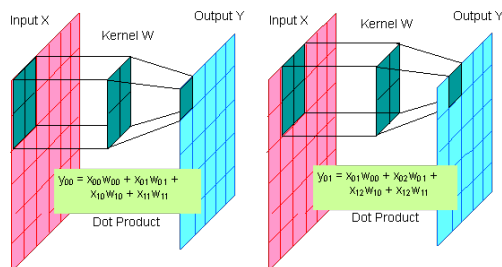 Input X
Kernel W
Output Y
y00 = x00w00 + x01w01 +
x10w10 + x11w11
Dot Product
Input X
Kernel W
Output Y
y01 = x01w00 + x02w01 +
x12w10 + x12w11
Dot Product